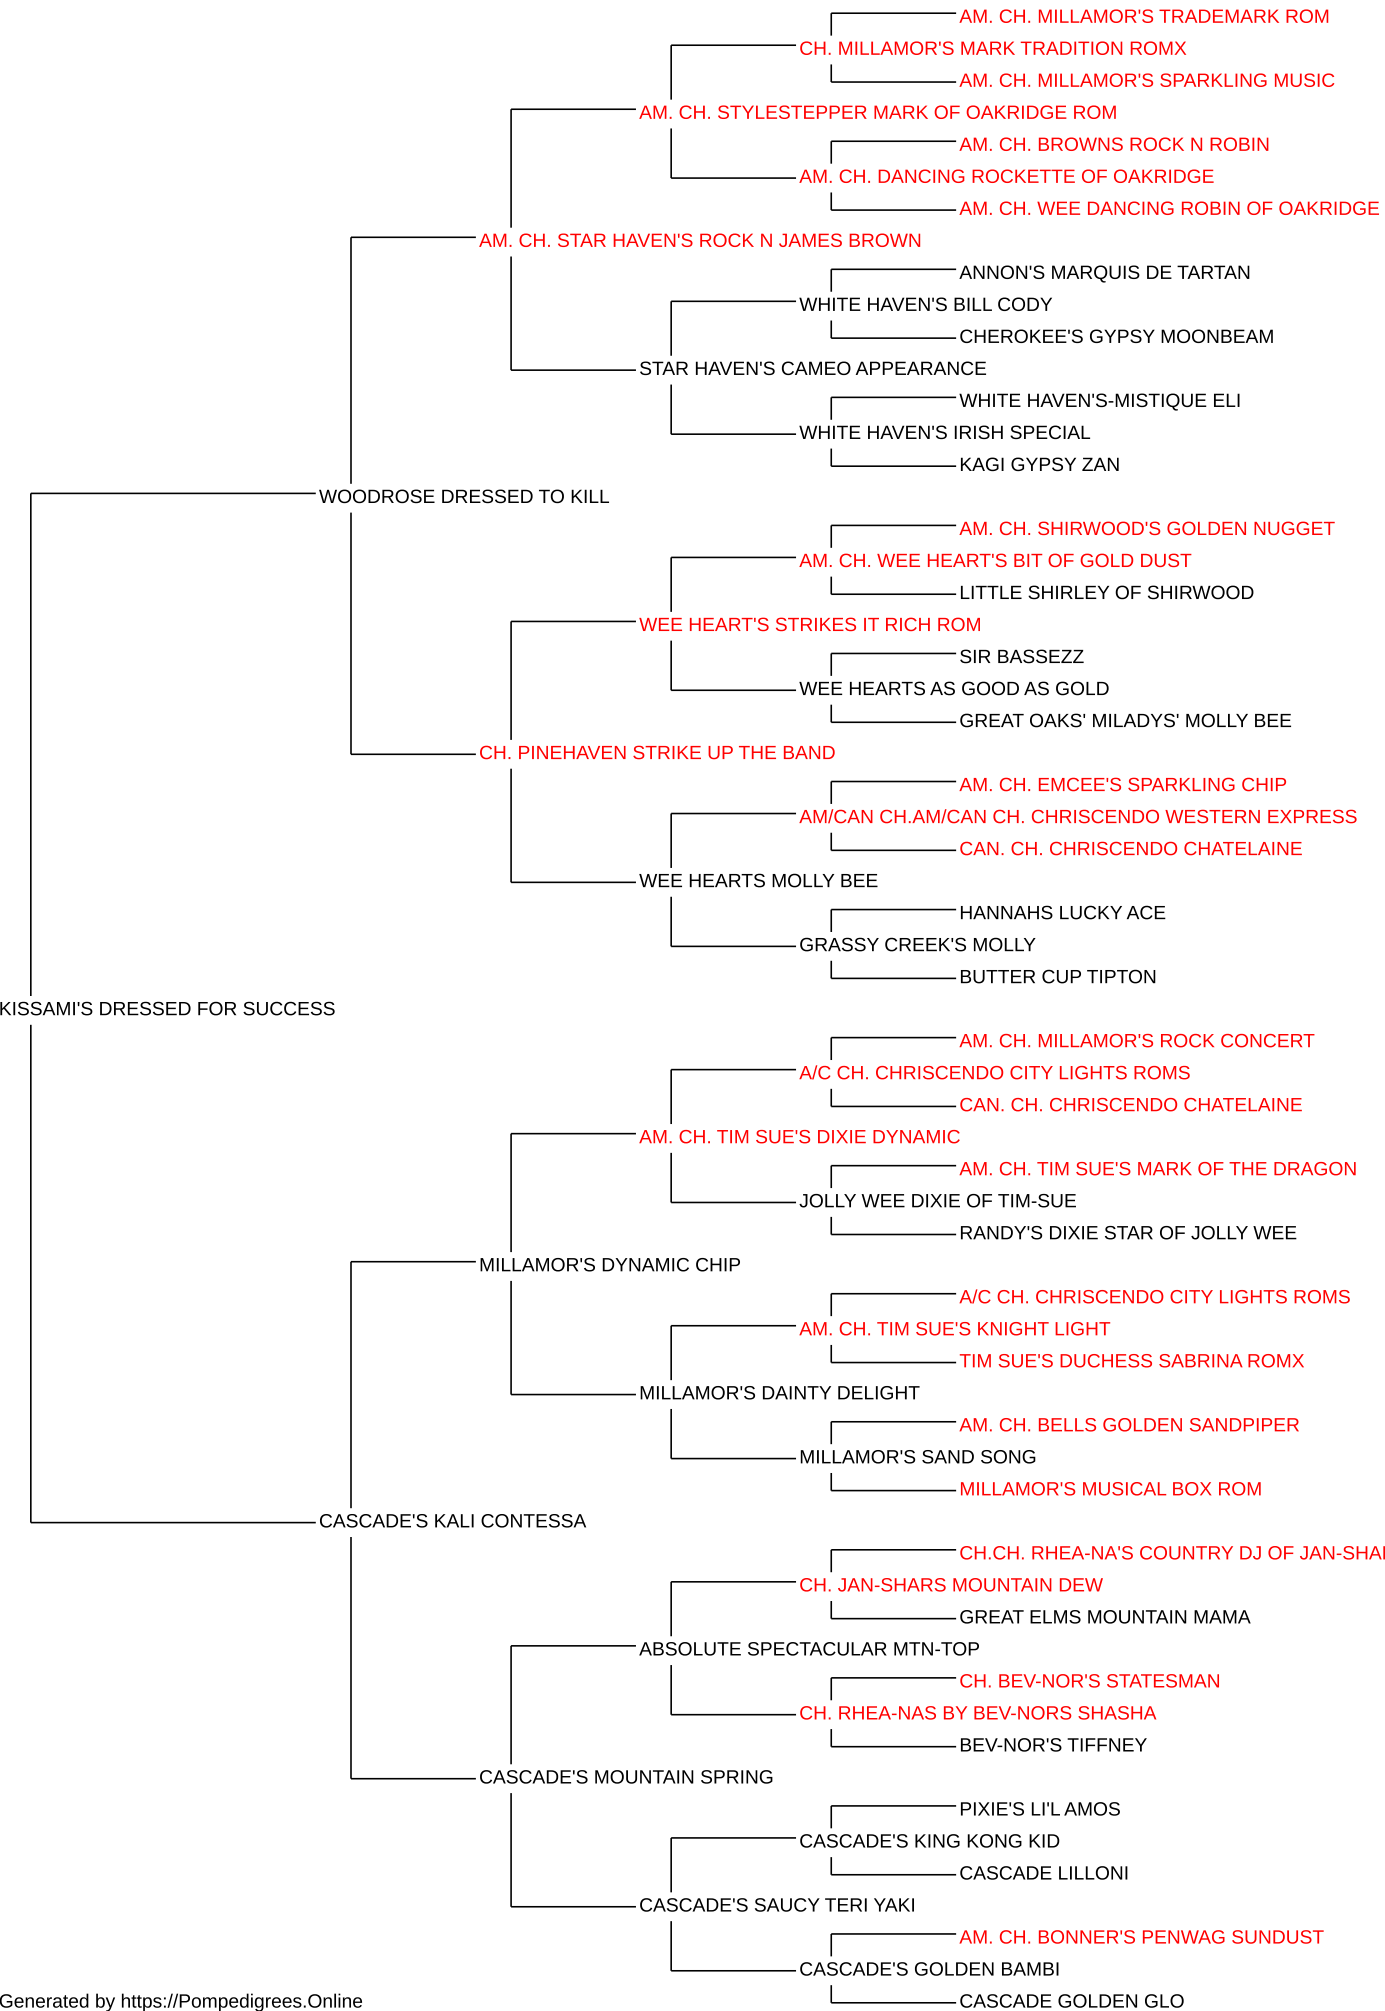 AM. CH. MILLAMOR'S TRADEMARK ROM
CH. MILLAMOR'S MARK TRADITION ROMX
AM. CH. MILLAMOR'S SPARKLING MUSIC
AM. CH. STYLESTEPPER MARK OF OAKRIDGE ROM
AM. CH. BROWNS ROCK N ROBIN
AM. CH. DANCING ROCKETTE OF OAKRIDGE
AM. CH. WEE DANCING ROBIN OF OAKRIDGE
AM. CH. STAR HAVEN'S ROCK N JAMES BROWN
ANNON'S MARQUIS DE TARTAN
WHITE HAVEN'S BILL CODY
CHEROKEE'S GYPSY MOONBEAM
STAR HAVEN'S CAMEO APPEARANCE
WHITE HAVEN'S-MISTIQUE ELI
WHITE HAVEN'S IRISH SPECIAL
KAGI GYPSY ZAN
WOODROSE DRESSED TO KILL
AM. CH. SHIRWOOD'S GOLDEN NUGGET
AM. CH. WEE HEART'S BIT OF GOLD DUST
LITTLE SHIRLEY OF SHIRWOOD
WEE HEART'S STRIKES IT RICH ROM
SIR BASSEZZ
WEE HEARTS AS GOOD AS GOLD
GREAT OAKS' MILADYS' MOLLY BEE
CH. PINEHAVEN STRIKE UP THE BAND
AM. CH. EMCEE'S SPARKLING CHIP
AM/CAN CH.AM/CAN CH. CHRISCENDO WESTERN EXPRESS
CAN. CH. CHRISCENDO CHATELAINE
WEE HEARTS MOLLY BEE
HANNAHS LUCKY ACE
GRASSY CREEK'S MOLLY
BUTTER CUP TIPTON
KISSAMI'S DRESSED FOR SUCCESS
AM. CH. MILLAMOR'S ROCK CONCERT
A/C CH. CHRISCENDO CITY LIGHTS ROMS
CAN. CH. CHRISCENDO CHATELAINE
AM. CH. TIM SUE'S DIXIE DYNAMIC
AM. CH. TIM SUE'S MARK OF THE DRAGON
JOLLY WEE DIXIE OF TIM-SUE
RANDY'S DIXIE STAR OF JOLLY WEE
MILLAMOR'S DYNAMIC CHIP
A/C CH. CHRISCENDO CITY LIGHTS ROMS
AM. CH. TIM SUE'S KNIGHT LIGHT
TIM SUE'S DUCHESS SABRINA ROMX
MILLAMOR'S DAINTY DELIGHT
AM. CH. BELLS GOLDEN SANDPIPER
MILLAMOR'S SAND SONG
MILLAMOR'S MUSICAL BOX ROM
CASCADE'S KALI CONTESSA
CH.CH. RHEA-NA'S COUNTRY DJ OF JAN-SHAI
CH. JAN-SHARS MOUNTAIN DEW
GREAT ELMS MOUNTAIN MAMA
ABSOLUTE SPECTACULAR MTN-TOP
CH. BEV-NOR'S STATESMAN
CH. RHEA-NAS BY BEV-NORS SHASHA
BEV-NOR'S TIFFNEY
CASCADE'S MOUNTAIN SPRING
PIXIE'S LI'L AMOS
CASCADE'S KING KONG KID
CASCADE LILLONI
CASCADE'S SAUCY TERI YAKI
AM. CH. BONNER'S PENWAG SUNDUST
CASCADE'S GOLDEN BAMBI
CASCADE GOLDEN GLO
Generated by https://Pompedigrees.Online